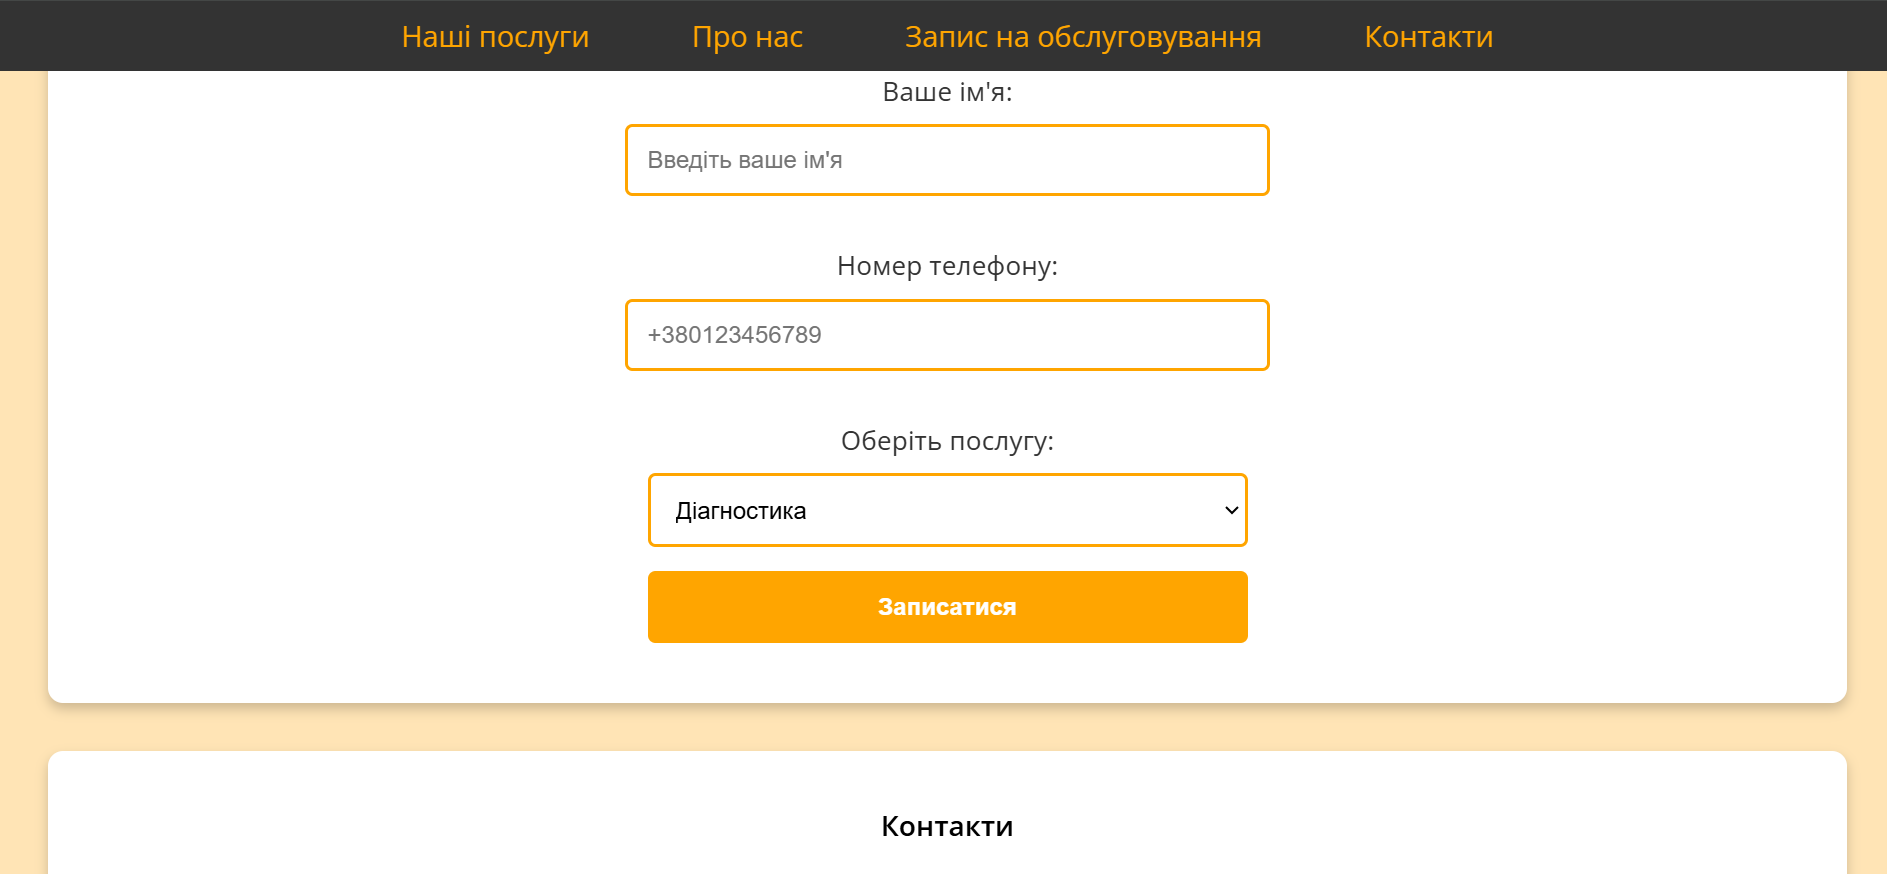 Наші послуги Про нас Запис на обслуговування Контакти
Ваше ім'я:
Введіть ваше ім'я
Номер телефону:
+380123456789
Оберіть послугу:
Діагностика
Записатися
Контакти